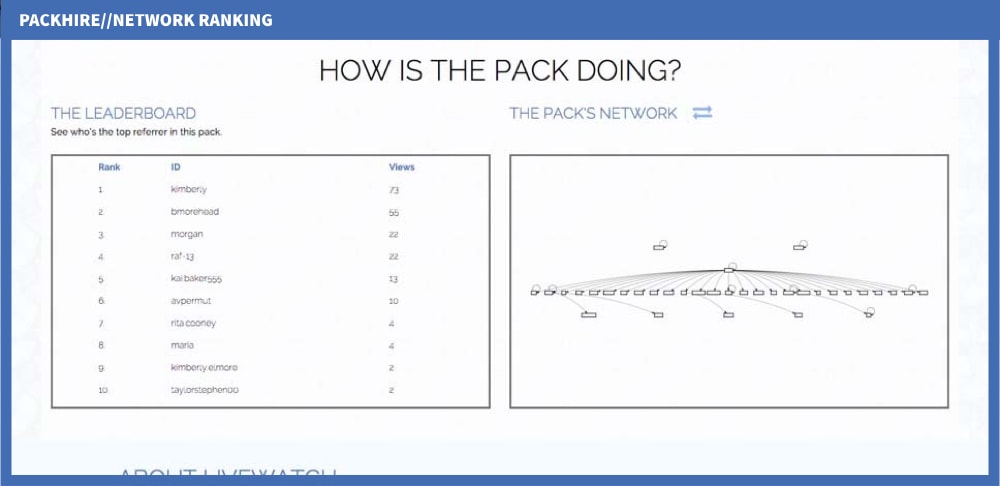 PACKHIRE//NETWORK RANKING
HOW IS THE PACK DOING?
THE LEADERBOARD
See who's the top referrer in this pack.
THE PACK'S NETWORK
Rank ID Views
1. kimberly 73
2. bmorehead 55
3. morgan 22
4. raf-13 22
5. kai.baker555 13
6. avpermut 10
7. rita.cooney 4
8. maria 4
9. kimberly.elmore 2
10. taylorstephen00 2
ABOUT LIVEWATCH